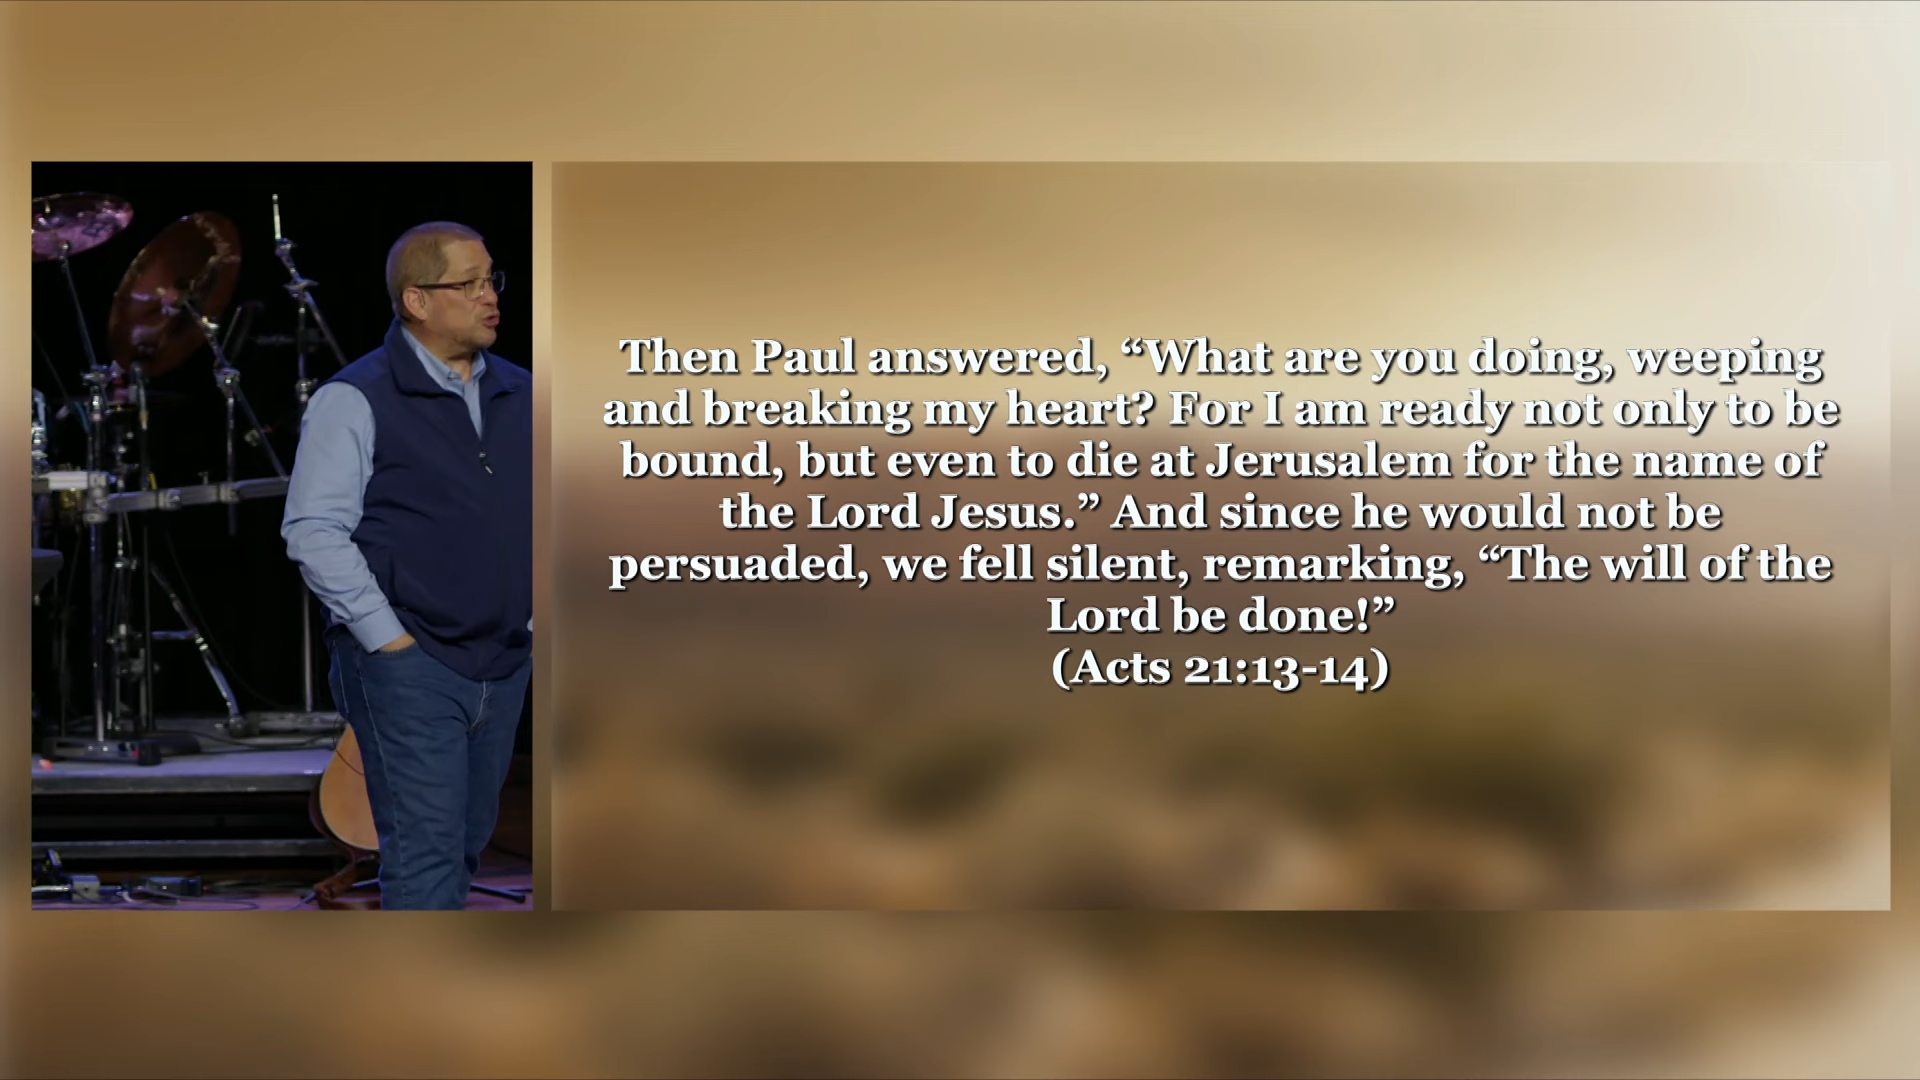 Then Paul answered, “What are you doing, weeping
and breaking my heart? For I am ready not only to be
bound, but even to die at Jerusalem for the name of
the Lord Jesus.” And since he would not be
persuaded, we fell silent, remarking, “The will of the
Lord be done!”
(Acts 21:13-14)